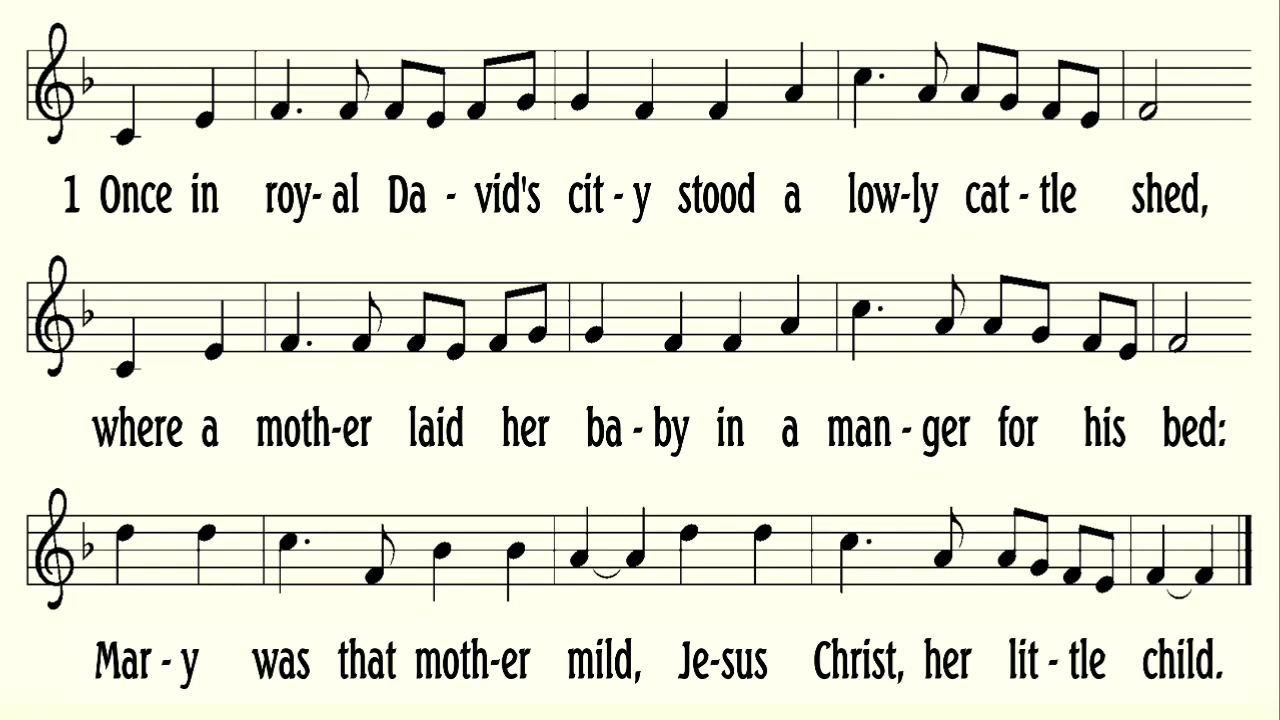 1 Once in roy- al Da - vid's cit - y stood a low-ly cat - tle shed,
where a moth-er laid her ba - by in a man - ger for his bed:
Mar - y was that moth-er mild, Je-sus Christ, her lit - tle child.